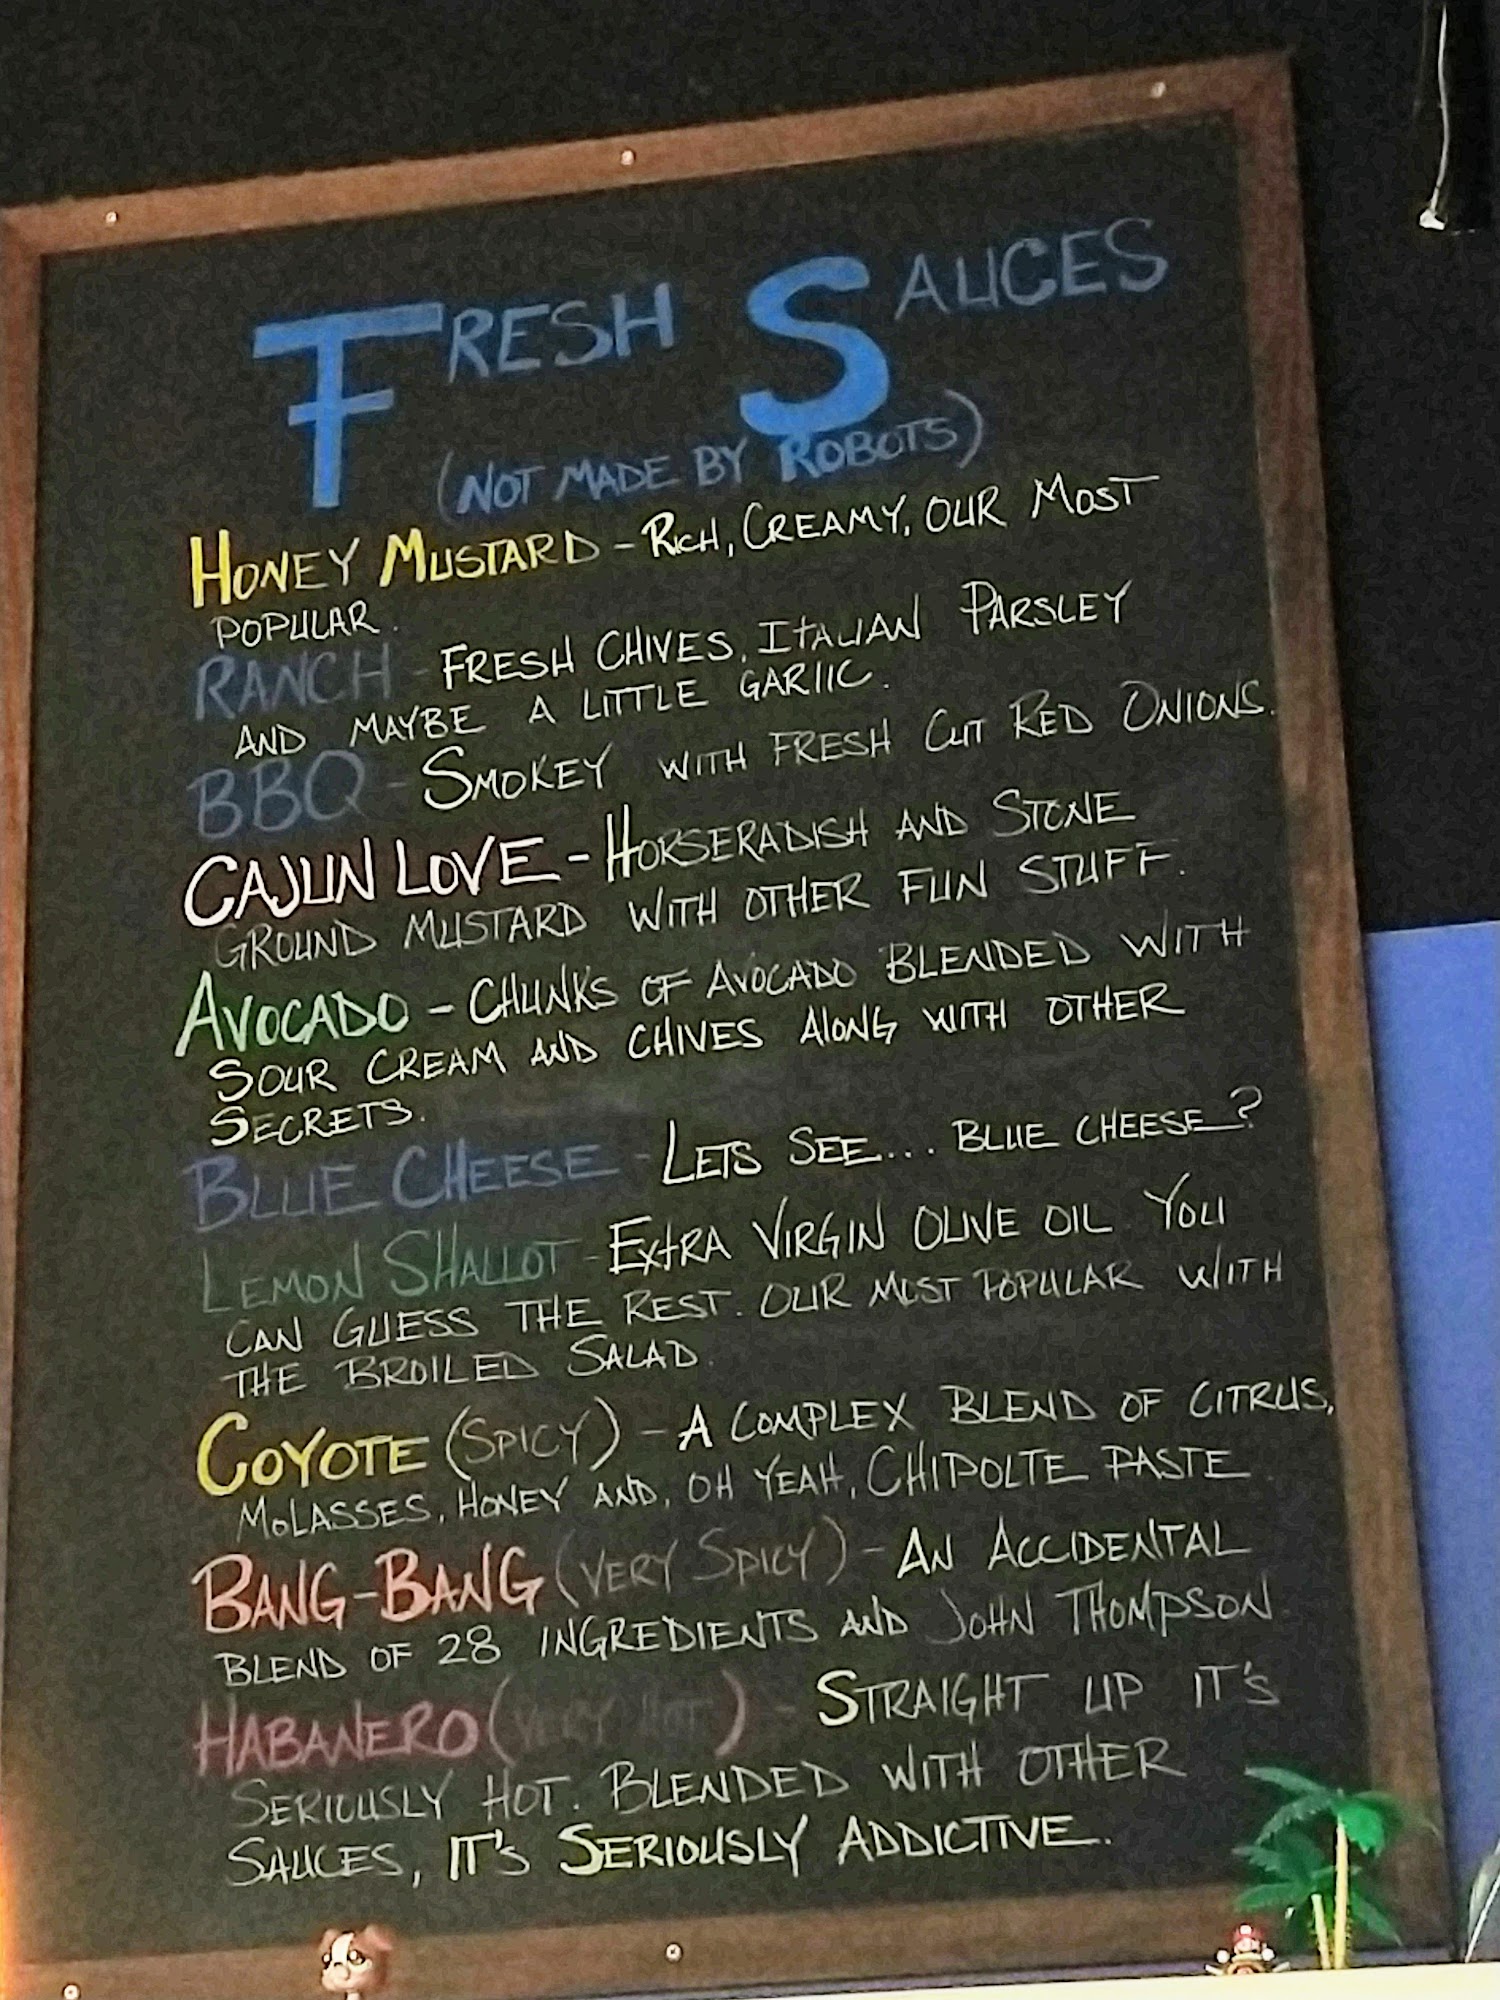 FRESH SAUCES
(NOT MADE BY ROBOTS)
HONEY MUSTARD - RICH, CREAMY, OUR MOST
POPULAR.
RANCH - FRESH CHIVES, ITALIAN PARSLEY
AND MAYBE A LITTLE GARLIC.
BBQ - SMOKEY WITH FRESH CUT RED ONIONS.
CAJUN LOVE - HORSERADISH AND STONE
GROUND MUSTARD WITH OTHER FUN STUFF.
AVOCADO - CHUNKS OF AVOCADO BLENDED WITH
SOUR CREAM AND CHIVES ALONG WITH OTHER
SECRETS.
BLUE CHEESE - LETS SEE... BLUE CHEESE?
LEMON SHALLOT - EXTRA VIRGIN OLIVE OIL. YOU
CAN GUESS THE REST. OUR MOST POPULAR WITH
THE BROILED SALAD.
COYOTE (SPICY) - A COMPLEX BLEND OF CITRUS,
MOLASSES, HONEY AND, OH YEAH, CHIPOLTE PASTE.
BANG-BANG (VERY SPICY) - AN ACCIDENTAL
BLEND OF 28 INGREDIENTS AND JOHN THOMPSON.
HABANERO (VERY HOT) - STRAIGHT UP IT'S
SERIOUSLY HOT. BLENDED WITH OTHER
SAUCES, IT'S SERIOUSLY ADDICTIVE.